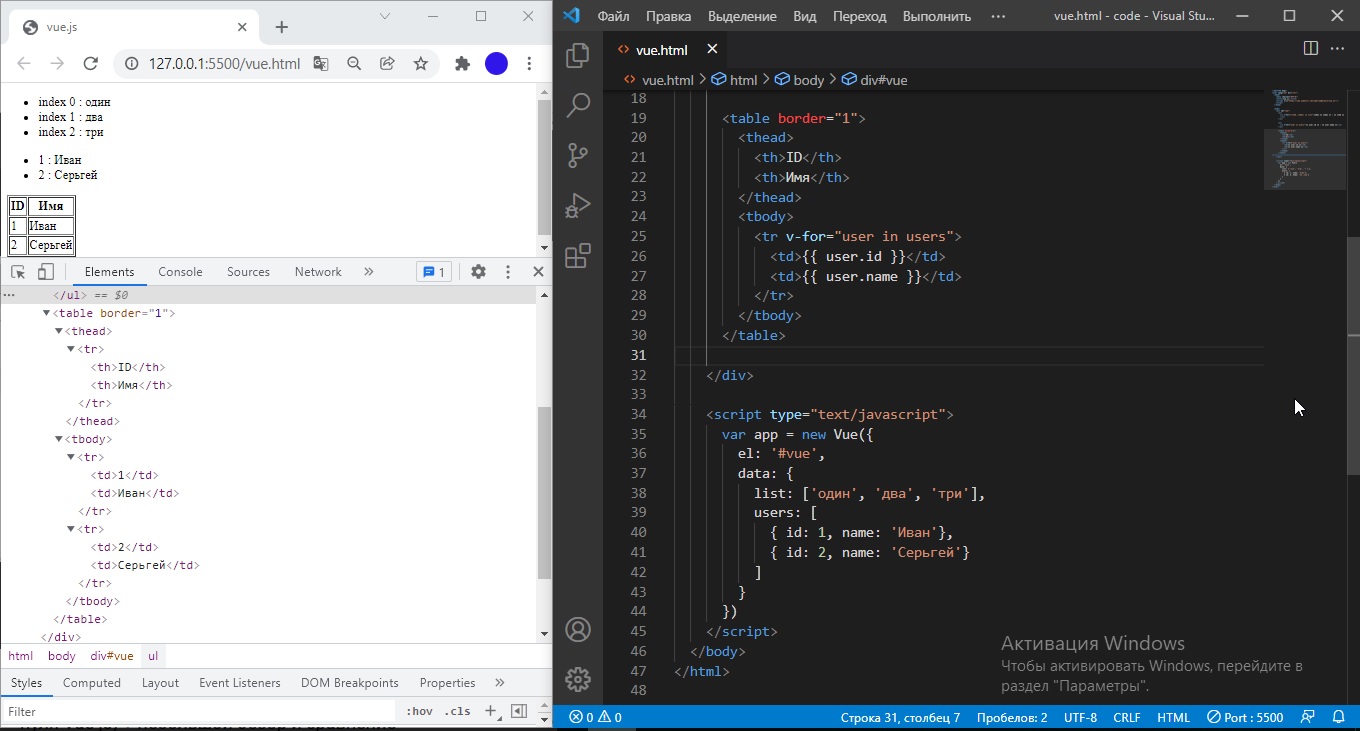 vue.js
127.0.0.1:5500/vue.html
index 0 : один
index 1 : два
index 2 : три
1 : Иван
2 : Серьгей
ID Имя
1 Иван
2 Серьгей
Elements Console Sources Network » 1
... </ul> == $0
<table border="1">
<thead>
<tr>
<th>ID</th>
<th>Имя</th>
</tr>
</thead>
<tbody>
<tr>
<td>1</td>
<td>Иван</td>
</tr>
<tr>
<td>2</td>
<td>Серьгей</td>
</tr>
</tbody>
</table>
</div>
html body div#vue ul
Styles Computed Layout Event Listeners DOM Breakpoints Properties »
Filter :hov .cls +
Файл Правка Выделение Вид Переход Выполнить ... vue.html - code - Visual Stu...
vue.html
vue.html > html > body > div#vue
18
19 <table border="1">
20 <thead>
21 <th>ID</th>
22 <th>Имя</th>
23 </thead>
24 <tbody>
25 <tr v-for="user in users">
26 <td>{{ user.id }}</td>
27 <td>{{ user.name }}</td>
28 </tr>
29 </tbody>
30 </table>
31
32 </div>
33
34 <script type="text/javascript">
35 var app = new Vue({
36 el: '#vue',
37 data: {
38 list: ['один', 'два', 'три'],
39 users: [
40 { id: 1, name: 'Иван'},
41 { id: 2, name: 'Серьгей'}
42 ]
43 }
44 })
45 </script>
46 </body>
47 </html>
48
Активация Windows
Чтобы активировать Windows, перейдите в
раздел "Параметры".
0 0 Строка 31, столбец 7 Пробелов: 2 UTF-8 CRLF HTML Port : 5500